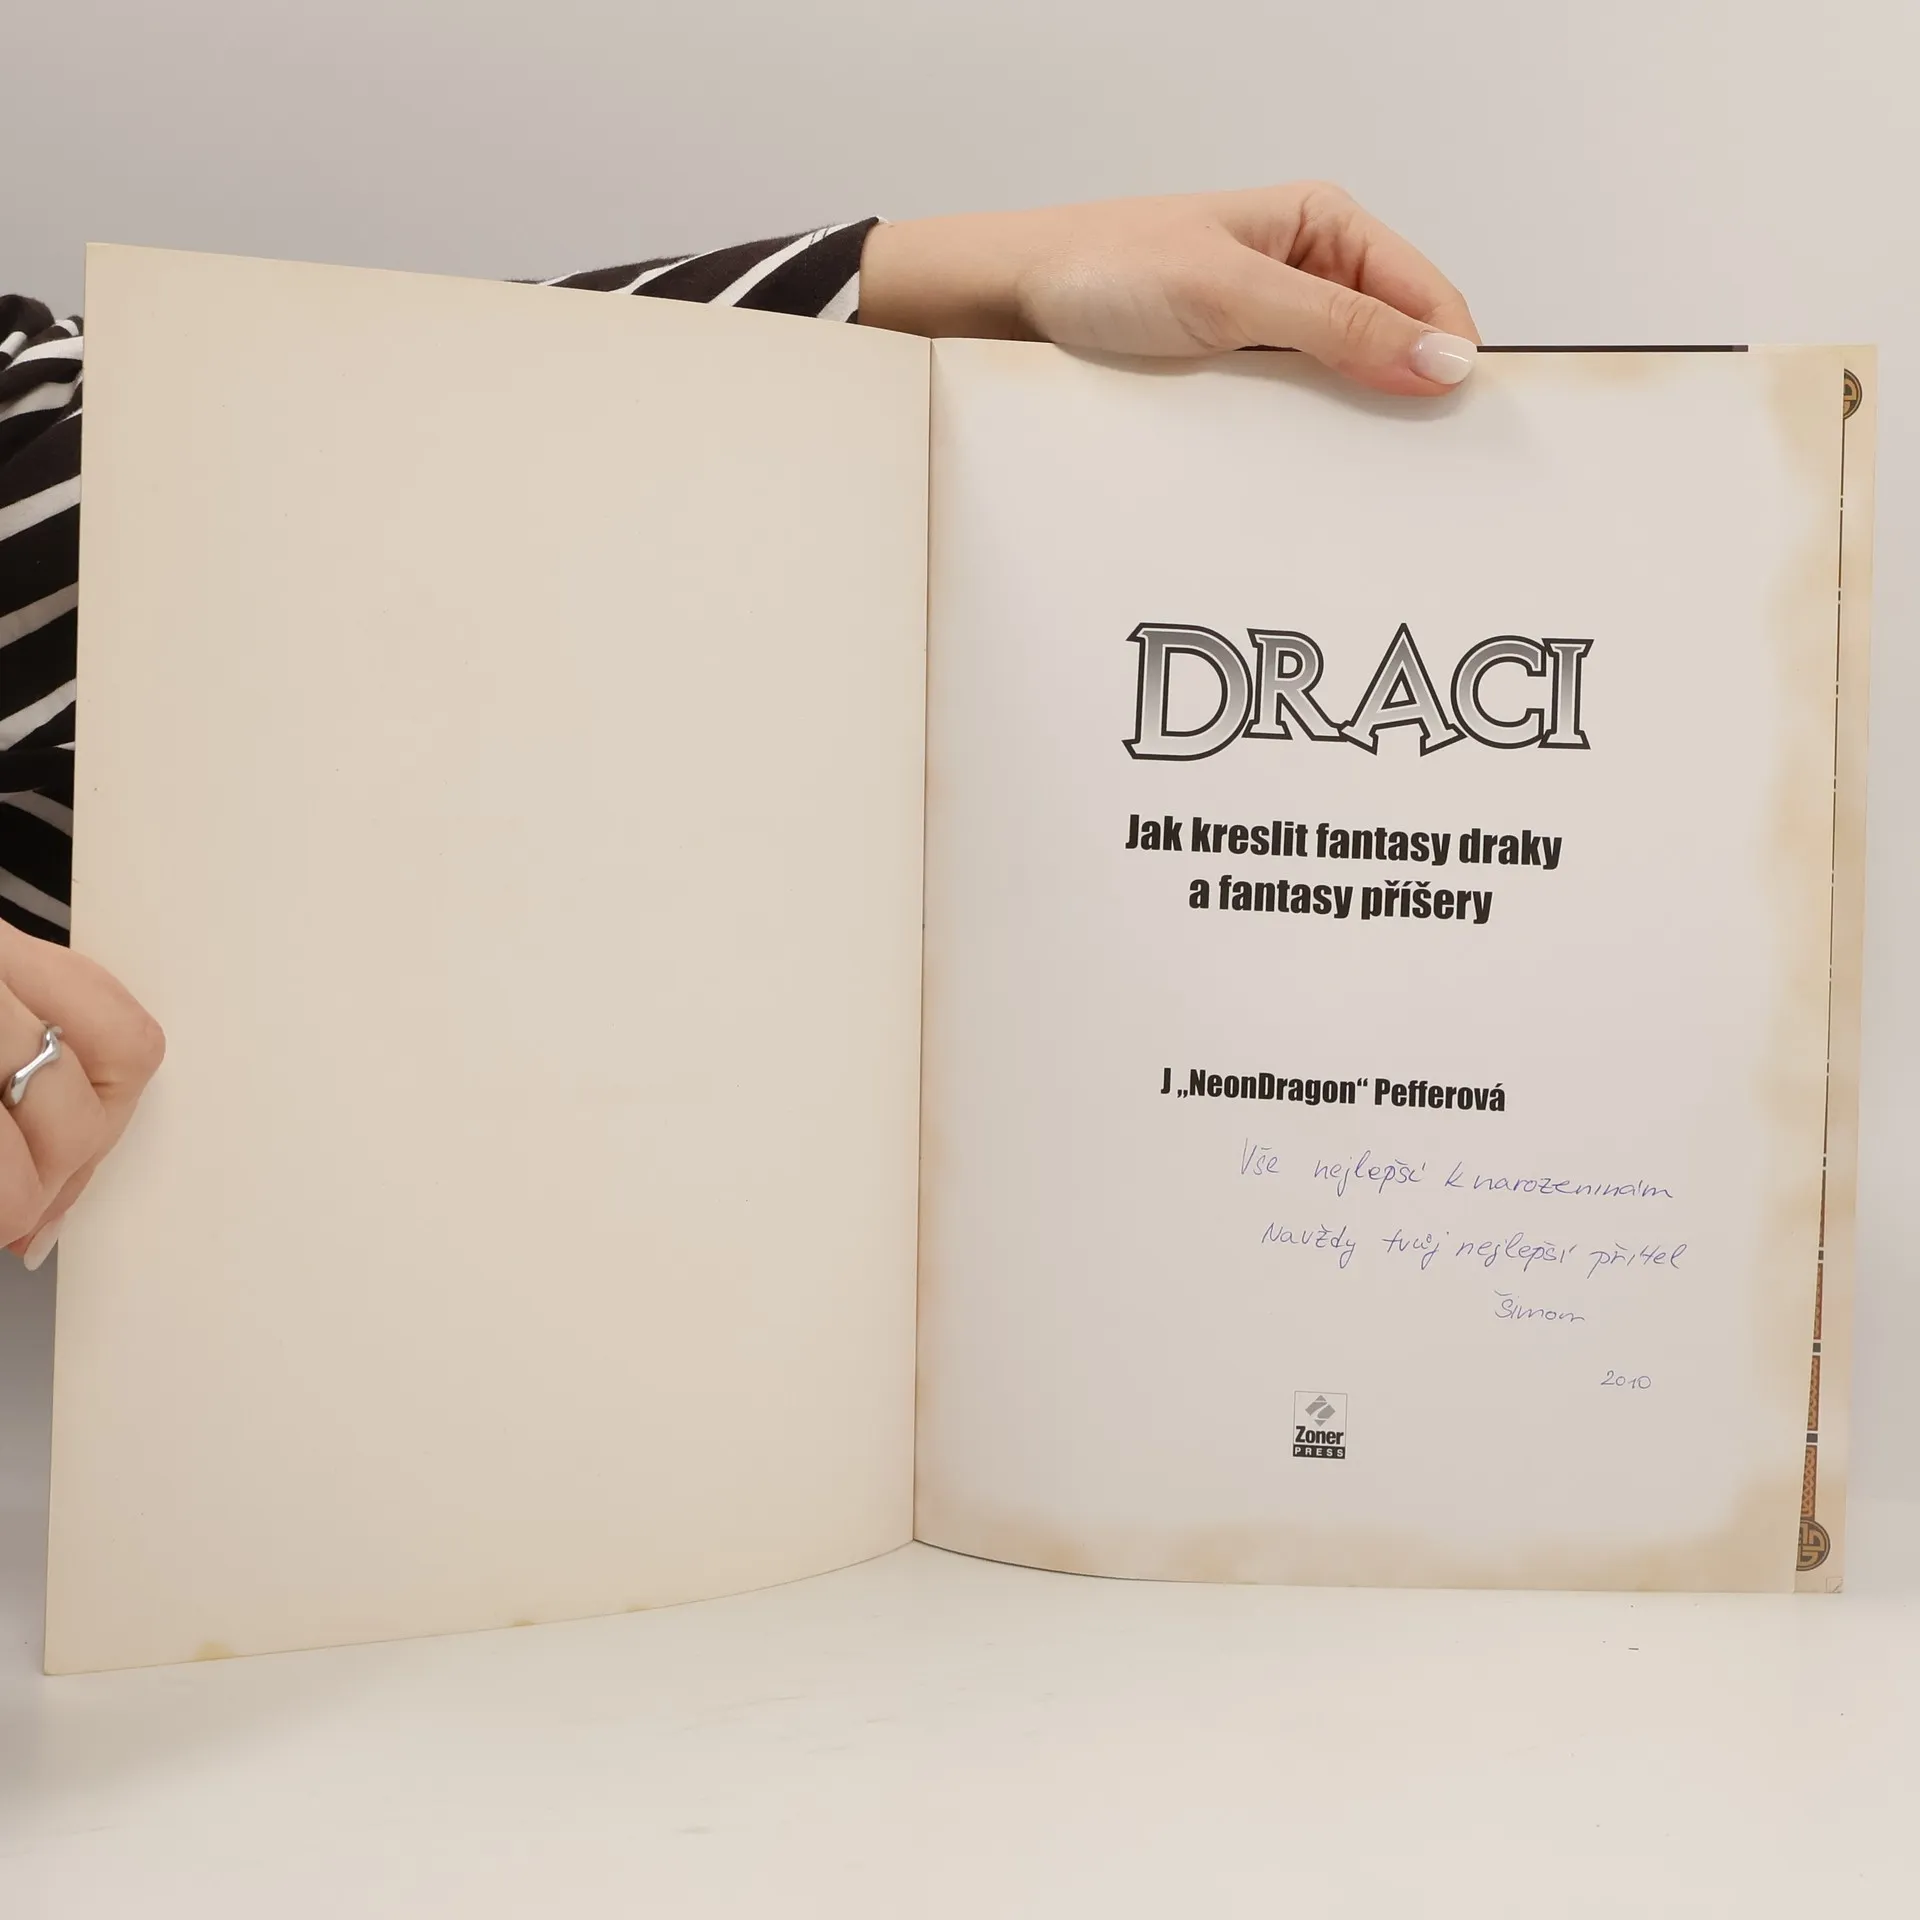 DRACI
Jak kreslit fantasy draky
a fantasy příšery
J „NeonDragon“ Pefferová
Vše nejlepší k narozeninám
Navždy tvůj nejlepší přítel
Šimon
2010
Zoner
PRESS